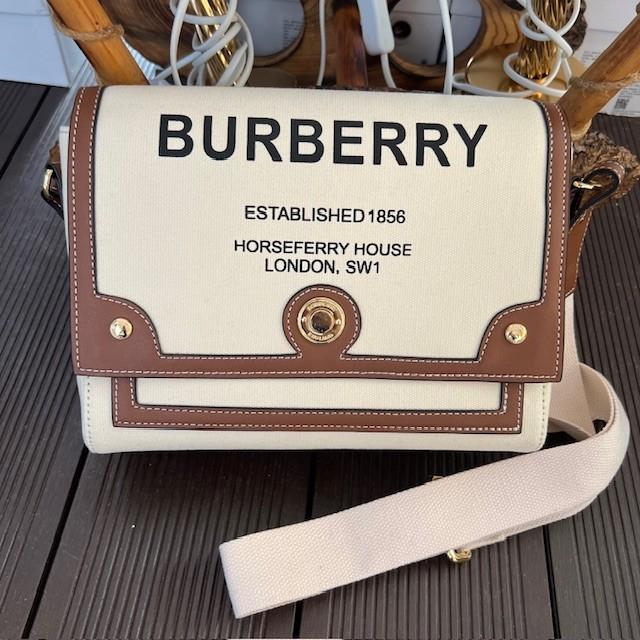 BURBERRY
ESTABLISHED 1856
HORSEFERRY HOUSE
LONDON, SW1